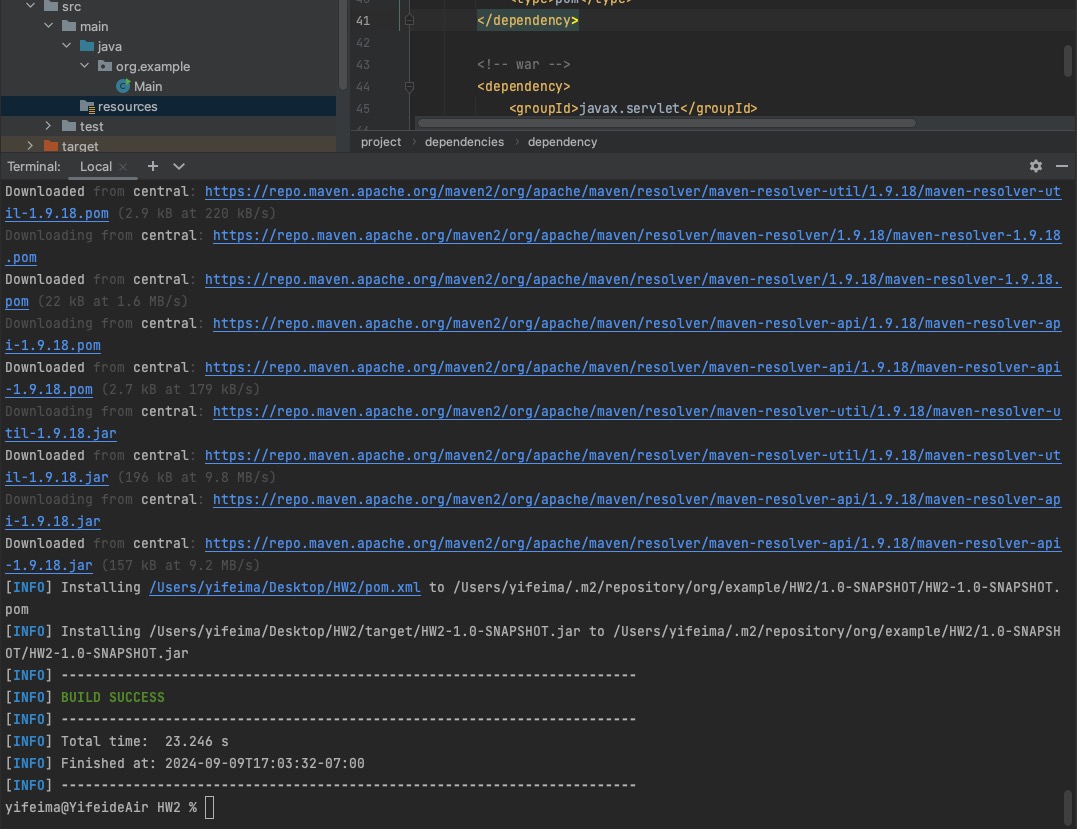 src
main
java
org.example
Main
resources
test
target
<type>pom</type>
41 </dependency>
42
43 <!-- war -->
44 <dependency>
45 <groupId>javax.servlet</groupId>
project > dependencies > dependency
Terminal: Local × +
Downloaded from central: https://repo.maven.apache.org/maven2/org/apache/maven/resolver/maven-resolver-util/1.9.18/maven-resolver-ut
il-1.9.18.pom (2.9 kB at 220 kB/s)
Downloading from central: https://repo.maven.apache.org/maven2/org/apache/maven/resolver/maven-resolver/1.9.18/maven-resolver-1.9.18
.pom
Downloaded from central: https://repo.maven.apache.org/maven2/org/apache/maven/resolver/maven-resolver/1.9.18/maven-resolver-1.9.18.
pom (22 kB at 1.6 MB/s)
Downloading from central: https://repo.maven.apache.org/maven2/org/apache/maven/resolver/maven-resolver-api/1.9.18/maven-resolver-ap
i-1.9.18.pom
Downloaded from central: https://repo.maven.apache.org/maven2/org/apache/maven/resolver/maven-resolver-api/1.9.18/maven-resolver-api
-1.9.18.pom (2.7 kB at 179 kB/s)
Downloading from central: https://repo.maven.apache.org/maven2/org/apache/maven/resolver/maven-resolver-util/1.9.18/maven-resolver-u
til-1.9.18.jar
Downloaded from central: https://repo.maven.apache.org/maven2/org/apache/maven/resolver/maven-resolver-util/1.9.18/maven-resolver-ut
il-1.9.18.jar (196 kB at 9.8 MB/s)
Downloading from central: https://repo.maven.apache.org/maven2/org/apache/maven/resolver/maven-resolver-api/1.9.18/maven-resolver-ap
i-1.9.18.jar
Downloaded from central: https://repo.maven.apache.org/maven2/org/apache/maven/resolver/maven-resolver-api/1.9.18/maven-resolver-api
-1.9.18.jar (157 kB at 9.2 MB/s)
[INFO] Installing /Users/yifeima/Desktop/HW2/pom.xml to /Users/yifeima/.m2/repository/org/example/HW2/1.0-SNAPSHOT/HW2-1.0-SNAPSHOT.
pom
[INFO] Installing /Users/yifeima/Desktop/HW2/target/HW2-1.0-SNAPSHOT.jar to /Users/yifeima/.m2/repository/org/example/HW2/1.0-SNAPSH
OT/HW2-1.0-SNAPSHOT.jar
[INFO] ------------------------------------------------------------------------
[INFO] BUILD SUCCESS
[INFO] ------------------------------------------------------------------------
[INFO] Total time:  23.246 s
[INFO] Finished at: 2024-09-09T17:03:32-07:00
[INFO] ------------------------------------------------------------------------
yifeima@YifeideAir HW2 %